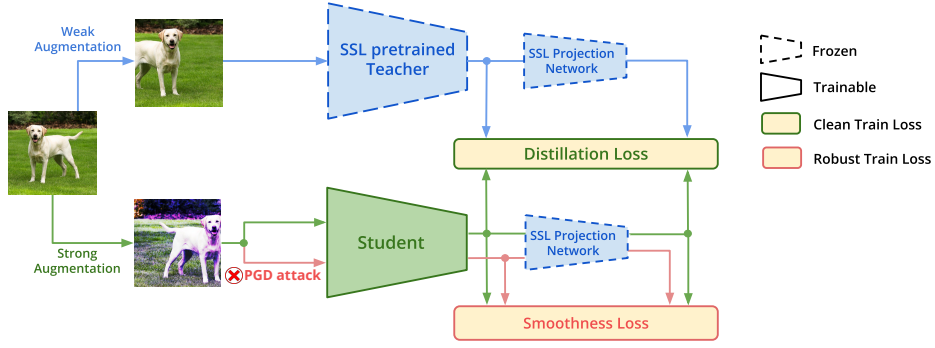 Weak
Augmentation
SSL pretrained
Teacher
SSL Projection
Network
Frozen
Trainable
Clean Train Loss
Robust Train Loss
Distillation Loss
Strong
Augmentation
PGD attack
Student
SSL Projection
Network
Smoothness Loss